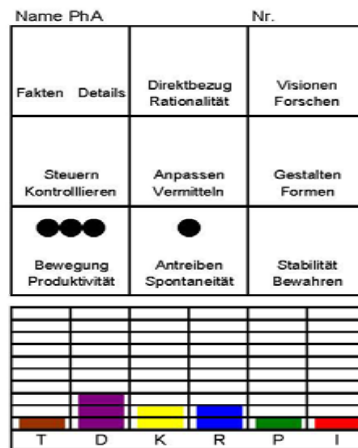 Name PhA Nr.
Fakten Details
Direktbezug
Rationalität
Visionen
Forschen
Steuern
Kontrolllieren
Anpassen
Vermitteln
Gestalten
Formen
Bewegung
Produktivität
Antreiben
Spontaneität
Stabilität
Bewahren
T D K R P I